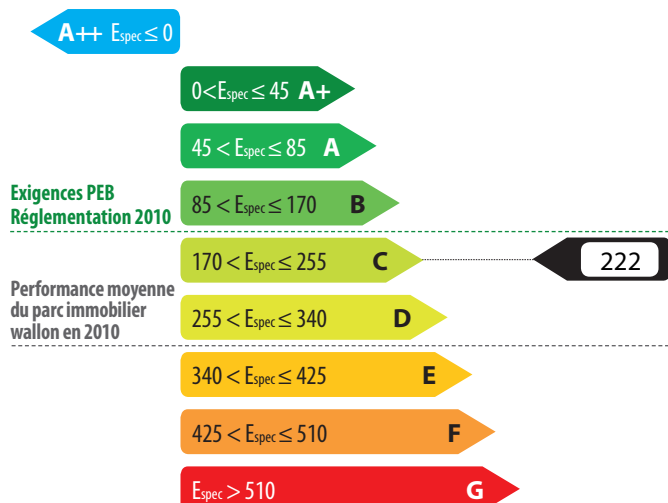 A++ Espec ≤ 0
0<Espec ≤ 45 A+
45 < Espec ≤ 85 A
Exigences PEB
Réglementation 2010
85 < Espec ≤ 170 B
170 < Espec ≤ 255 C
222
Performance moyenne
du parc immobilier
wallon en 2010
255 < Espec ≤ 340 D
340 < Espec ≤ 425 E
425 < Espec ≤ 510 F
Espec > 510 G